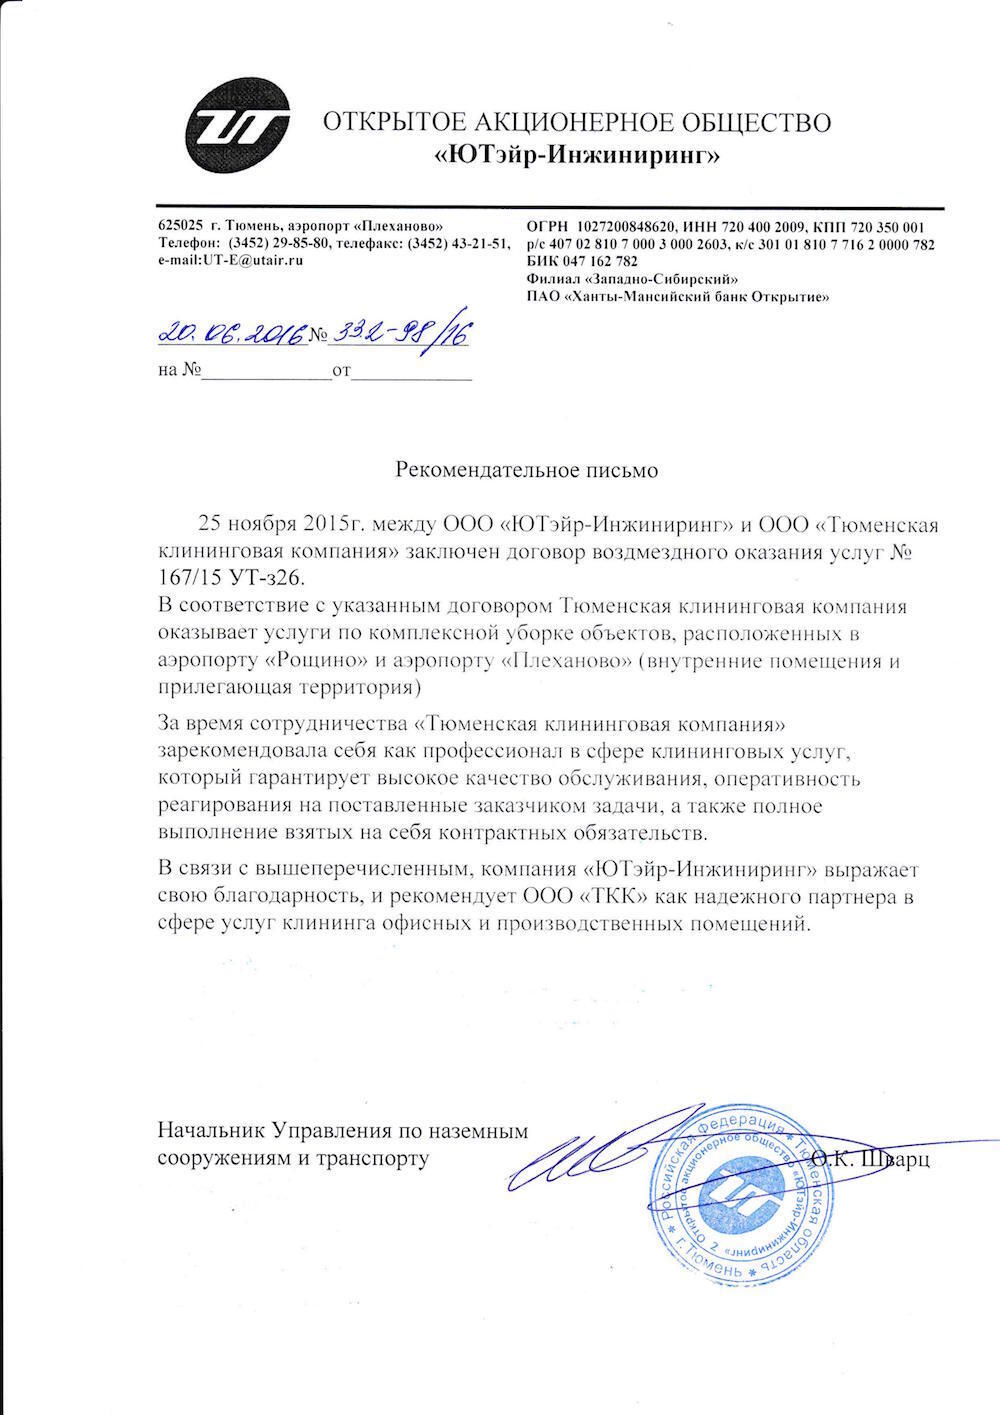 ОТКРЫТОЕ АКЦИОНЕРНОЕ ОБЩЕСТВО
«ЮТэйр-Инжиниринг»
625025 г. Тюмень, аэропорт «Плеханово»
Телефон: (3452) 29-85-80, телефакс: (3452) 43-21-51,
e-mail:UT-E@utair.ru
ОГРН 1027200848620, ИНН 720 400 2009, КПП 720 350 001
р/с 407 02 810 7 000 3 000 2603, к/с 301 01 810 7 716 2 0000 782
БИК 047 162 782
Филиал «Западно-Сибирский»
ПАО «Ханты-Мансийский банк Открытие»
20.06.2016 № 332-98/16
на №____________от___________
Рекомендательное письмо
25 ноября 2015г. между ООО «ЮТэйр-Инжиниринг» и ООО «Тюменская
клининговая компания» заключен договор воздмездного оказания услуг №
167/15 УТ-з26.
В соответствие с указанным договором Тюменская клининговая компания
оказывает услуги по комплексной уборке объектов, расположенных в
аэропорту «Рощино» и аэропорту «Плеханово» (внутренние помещения и
прилегающая территория)
За время сотрудничества «Тюменская клининговая компания»
зарекомендовала себя как профессионал в сфере клининговых услуг,
который гарантирует высокое качество обслуживания, оперативность
реагирования на поставленные заказчиком задачи, а также полное
выполнение взятых на себя контрактных обязательств.
В связи с вышеперечисленным, компания «ЮТэйр-Инжиниринг» выражает
свою благодарность, и рекомендует ООО «ТКК» как надежного партнера в
сфере услуг клининга офисных и производственных помещений.
Начальник Управления по наземным
сооружениям и транспорту
О.К. Шварц
* Российская Федерация * Тюменская область * г. Тюмень
Открытое акционерное общество «ЮТэйр-Инжиниринг» 2